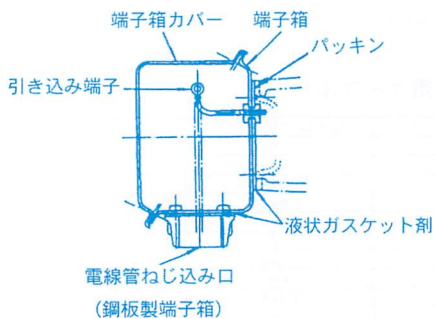 端子箱カバー
端子箱
パッキン
引き込み端子
液状ガスケット剤
電線管ねじ込み口
(鋼板製端子箱)